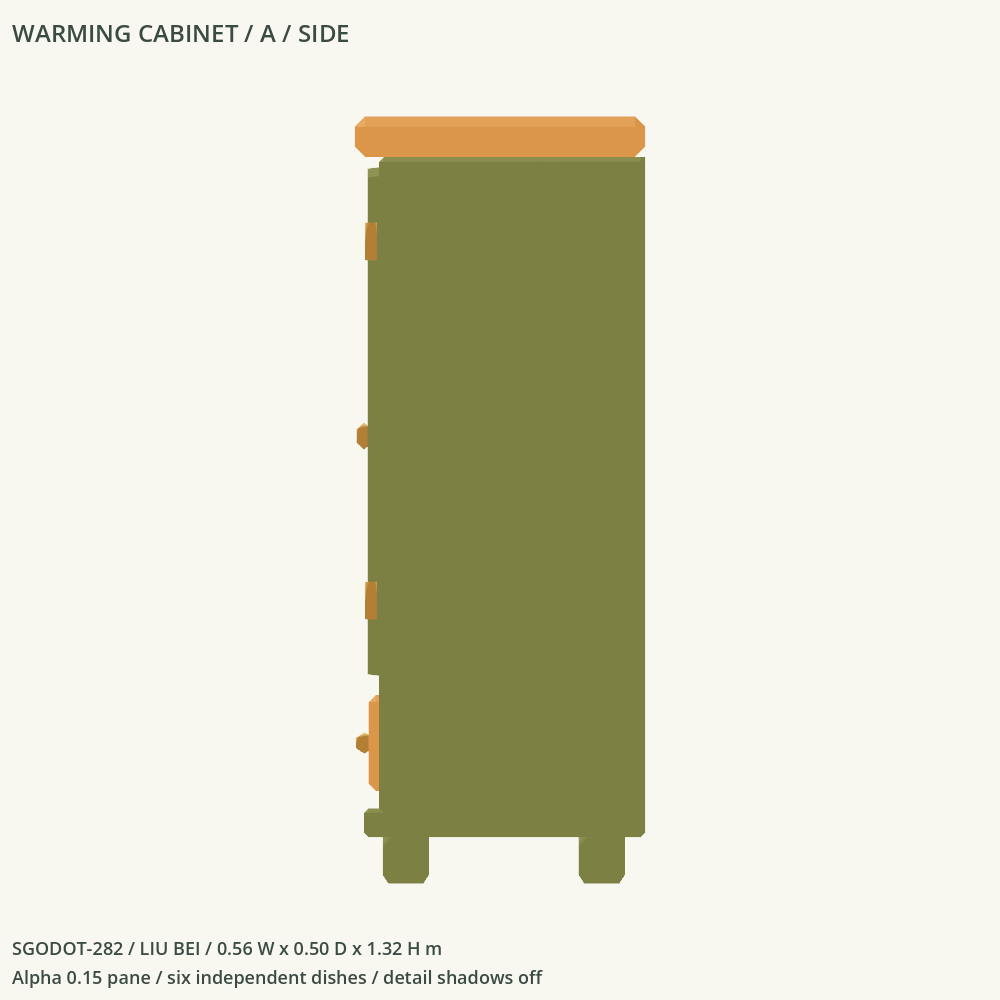 WARMING CABINET / A / SIDE
SGODOT-282 / LIU BEI / 0.56 W x 0.50 D x 1.32 H m
Alpha 0.15 pane / six independent dishes / detail shadows off